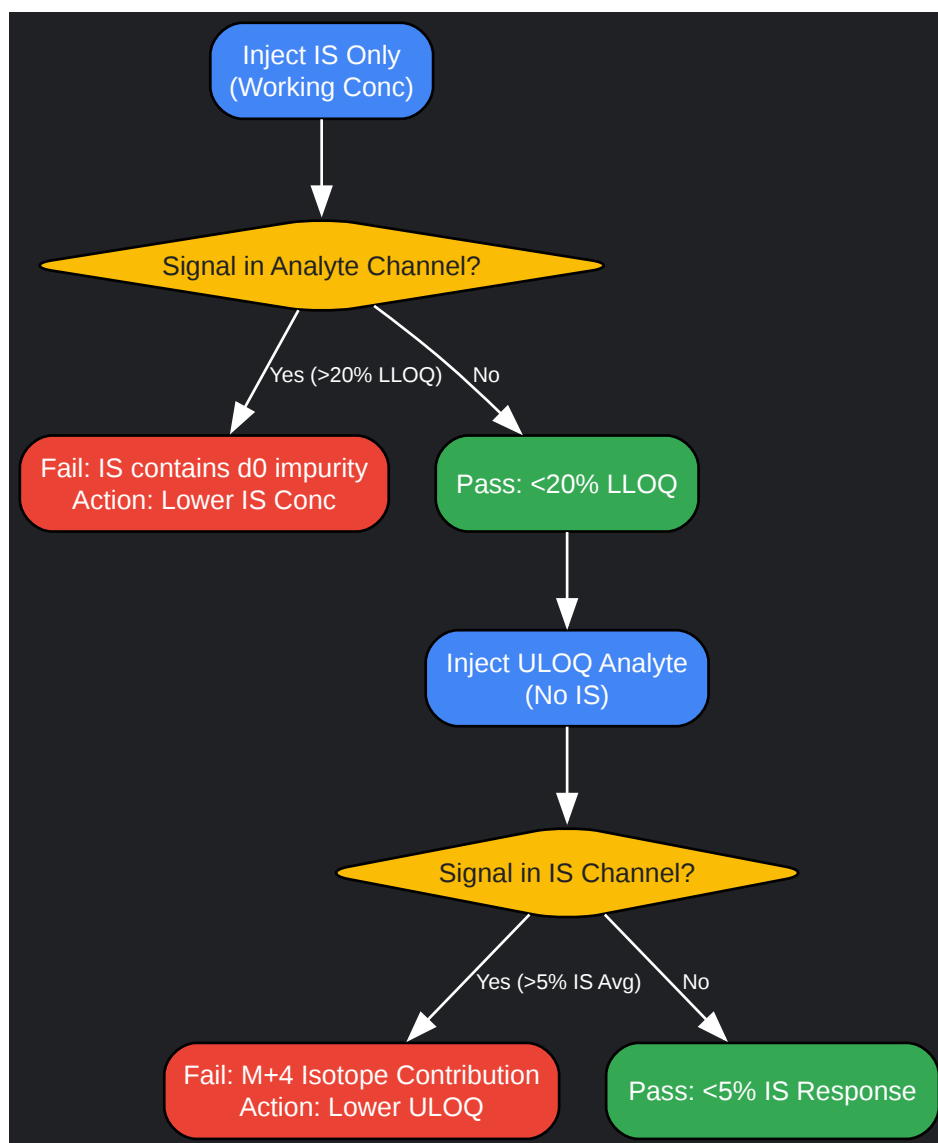 Inject IS Only
(Working Conc)
Signal in Analyte Channel?
Yes (>20% LLOQ)
No
Fail: IS contains d0 impurity
Action: Lower IS Conc
Pass: <20% LLOQ
Inject ULOQ Analyte
(No IS)
Signal in IS Channel?
Yes (>5% IS Avg)
No
Fail: M+4 Isotope Contribution
Action: Lower ULOQ
Pass: <5% IS Response